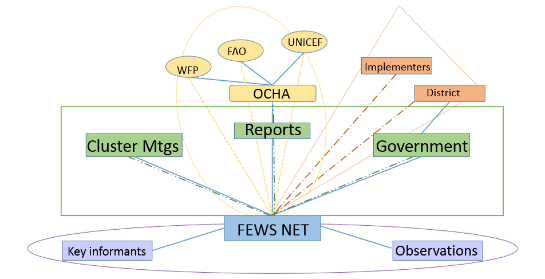 UNICEF
FAO
WFP
Implementers
OCHA
District
Reports
Cluster Mtgs
Government
FEWS NET
Key informants
Observations